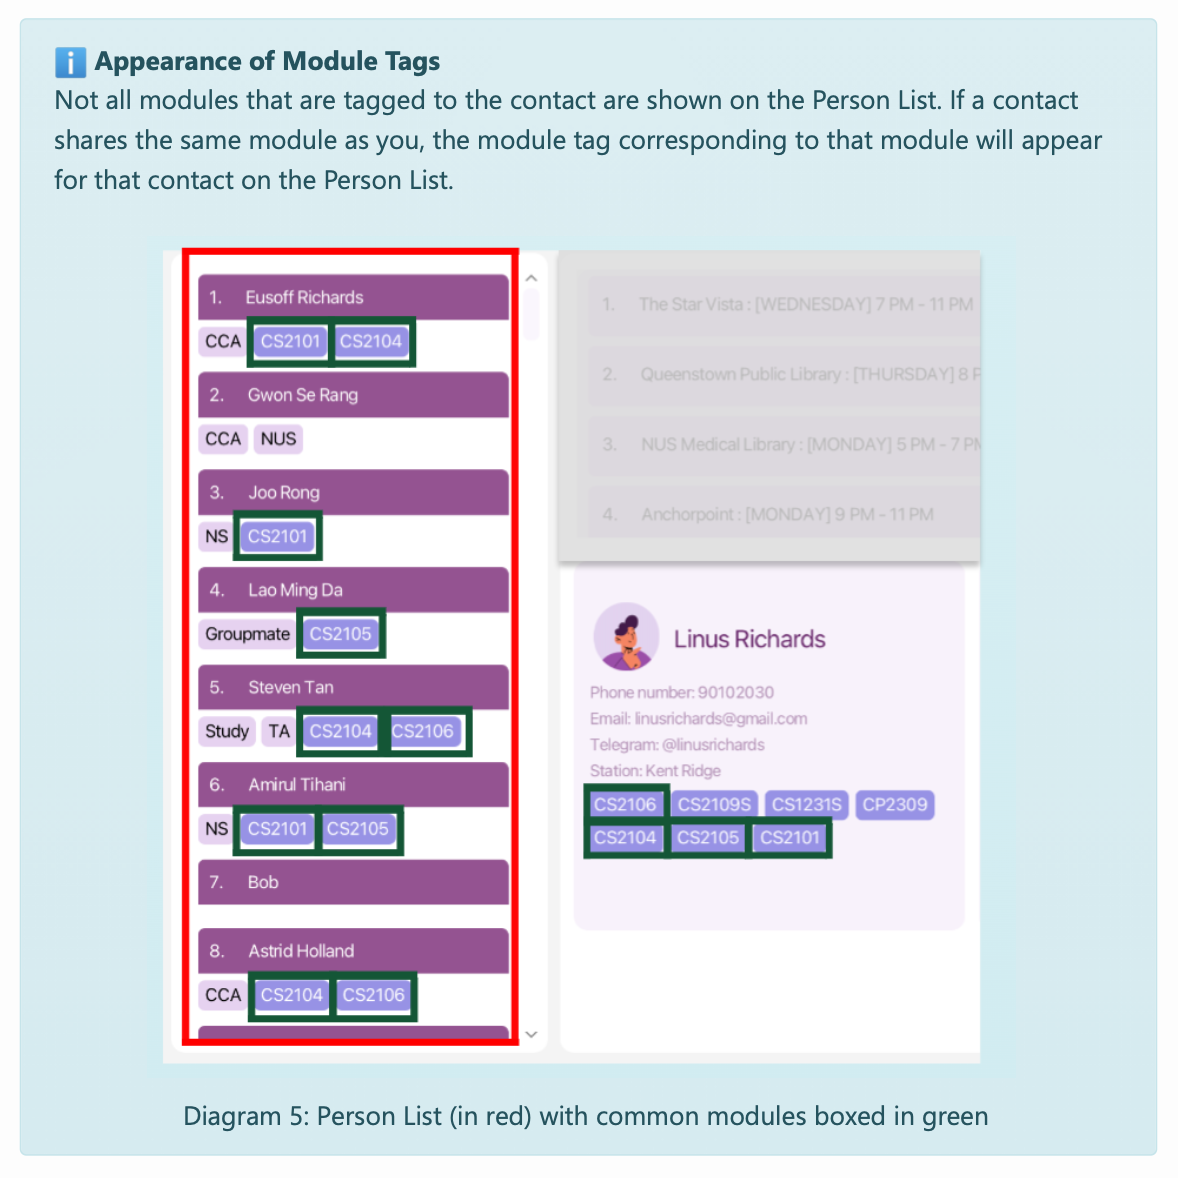 ℹ️ Appearance of Module Tags
Not all modules that are tagged to the contact are shown on the Person List. If a contact
shares the same module as you, the module tag corresponding to that module will appear
for that contact on the Person List.
1. Eusoff Richards
CCA CS2101 CS2104
2. Gwon Se Rang
CCA NUS
3. Joo Rong
NS CS2101
4. Lao Ming Da
Groupmate CS2105
5. Steven Tan
Study TA CS2104 CS2106
6. Amirul Tihani
NS CS2101 CS2105
7. Bob
8. Astrid Holland
CCA CS2104 CS2106
1. The Star Vista : [WEDNESDAY] 7 PM - 11 PM
2. Queenstown Public Library : [THURSDAY] 8 P
3. NUS Medical Library : [MONDAY] 5 PM - 7 PM
4. Anchorpoint : [MONDAY] 9 PM - 11 PM
Linus Richards
Phone number: 90102030
Email: linusrichards@gmail.com
Telegram: @linusrichards
Station: Kent Ridge
CS2106 CS2109S CS1231S CP2309
CS2104 CS2105 CS2101
Diagram 5: Person List (in red) with common modules boxed in green